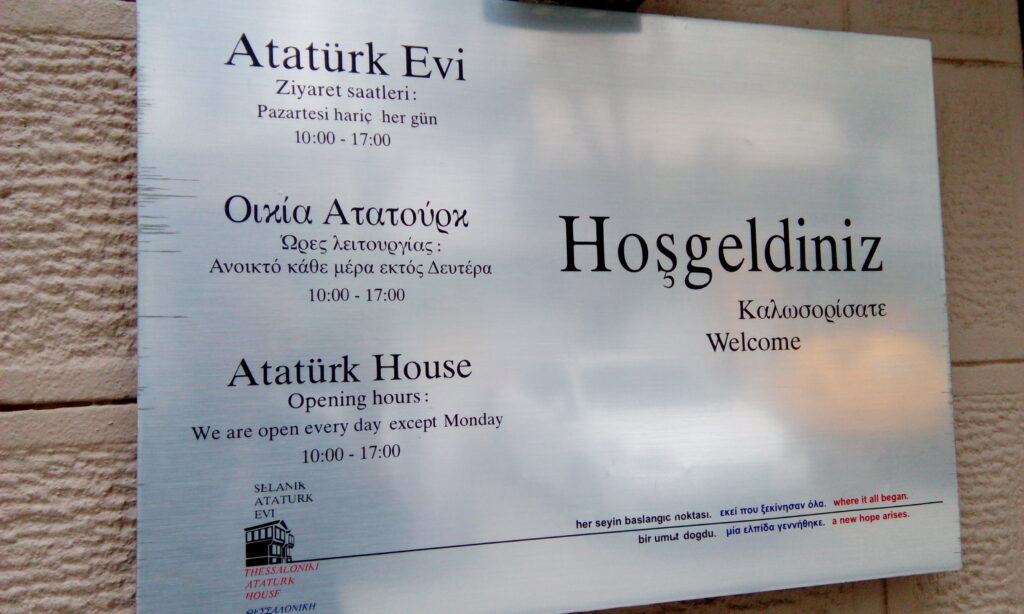 Atatürk Evi
Ziyaret saatleri:
Pazartesi hariç her gün
10:00 - 17:00
Οικία Ατατούρκ
Ώρες λειτουργίας:
Ανοικτό κάθε μέρα εκτός Δευτέρα
10:00 - 17:00
Atatürk House
Opening hours:
We are open every day except Monday
10:00 - 17:00
Hoşgeldiniz
Καλωσορίσατε
Welcome
SELANIK
ATATURK
EVI
THESSALONIKI
ATATURK
HOUSE
ΘΕΣΣΑΛΟΝΙΚΗ
her seyin baslangıc noktası. εκεί που ξεκίνησαν όλα. where it all began.
bir umut dogdu. μία ελπίδα γεννήθηκε. a new hope arises.